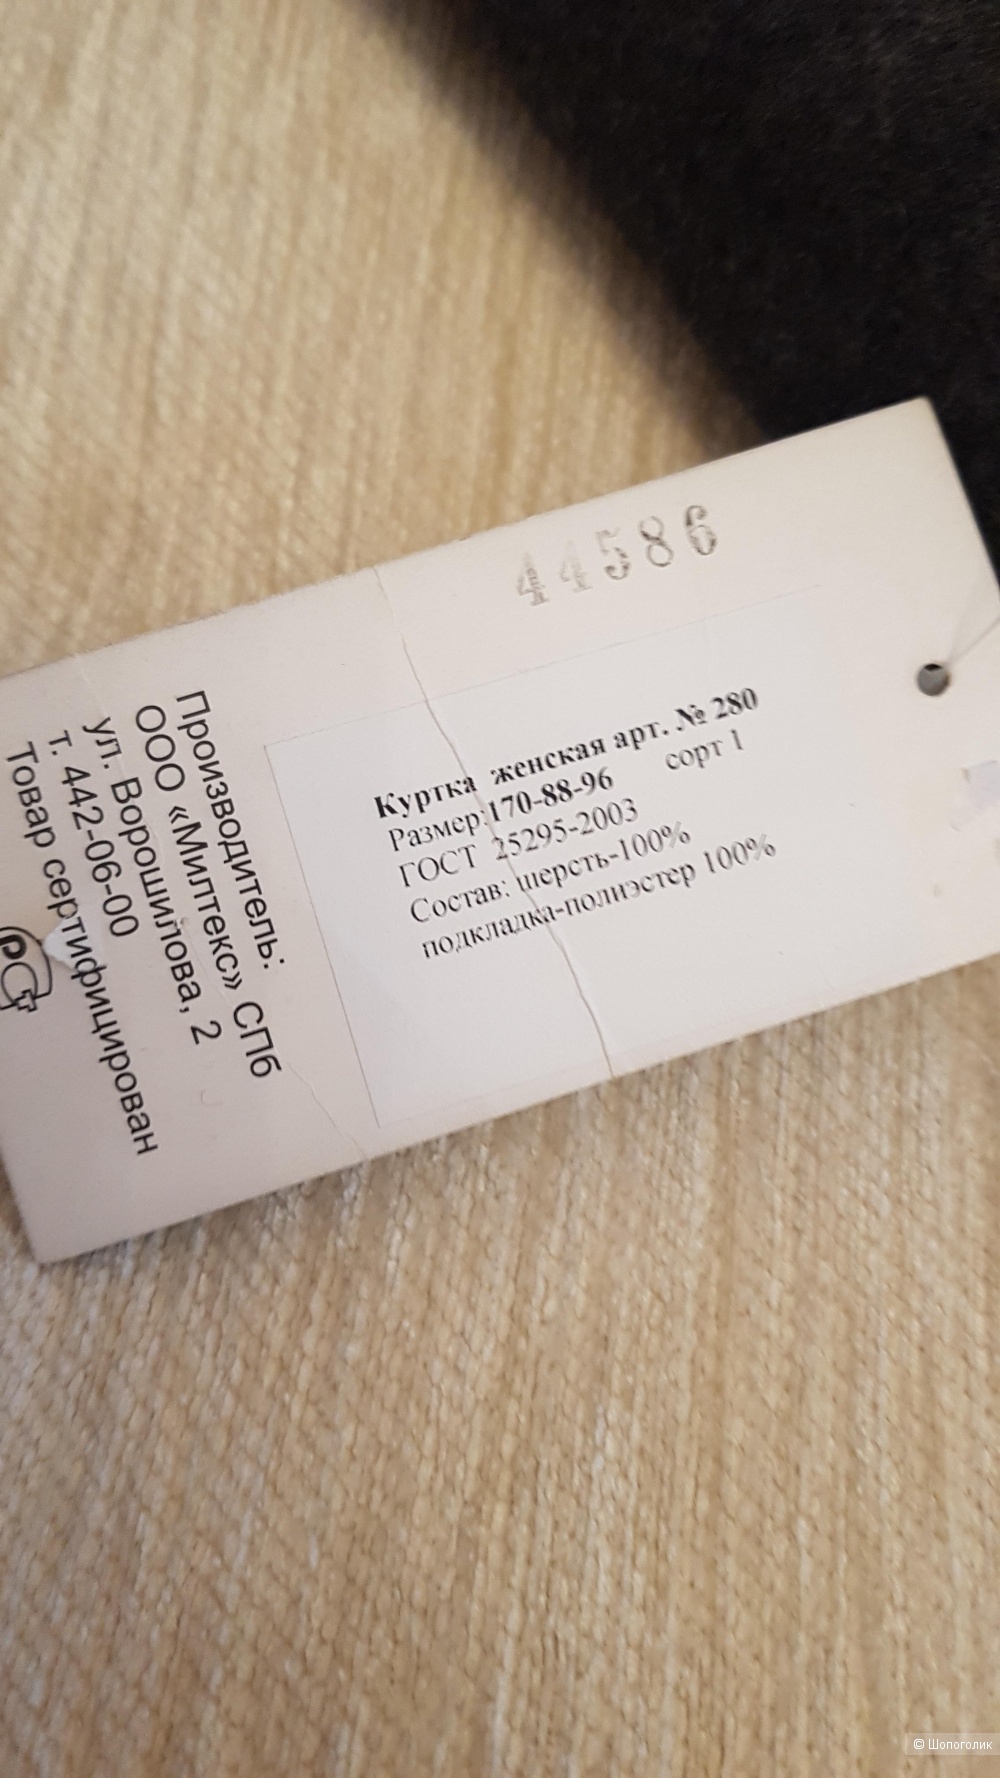 44586
Куртка женская арт. № 280
Размер:170-88-96 сорт 1
ГОСТ 25295-2003
Состав: шерсть-100%
подкладка-полиэстер 100%
Производитель:
ООО «Милтекс» СПб
ул. Ворошилова, 2
т. 442-06-00
Товар сертифицирован
© Шопоголик